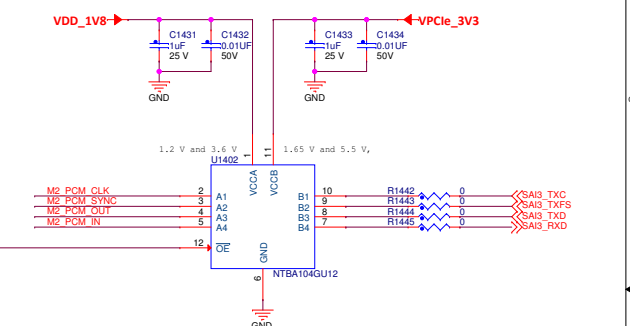 VDD_1V8
VPCIe_3V3
C1431
1uF
25 V
C1432
0.01UF
50V
C1433
1uF
25 V
C1434
0.01UF
50V
GND
GND
1.2 V and 3.6 V
1.65 V and 5.5 V,
U1402
1
11
VCCA
VCCB
M2_PCM_CLK 2 A1 B1 10 R1442 0 SAI3_TXC
M2_PCM_SYNC 3 A2 B2 9 R1443 0 SAI3_TXFS
M2_PCM_OUT 4 A3 B3 8 R1444 0 SAI3_TXD
M2_PCM_IN 5 A4 B4 7 R1445 0 SAI3_RXD
12 OE
GND
6
NTBA104GU12
GND